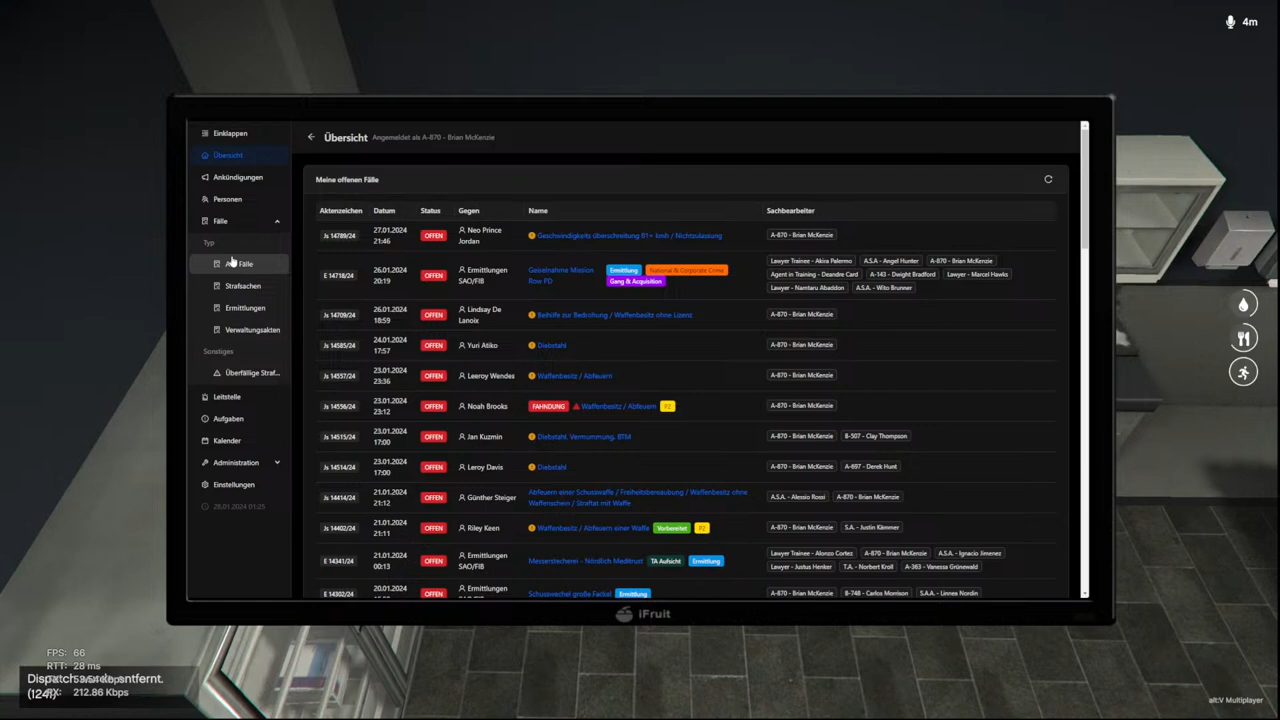 4m
Einklappen
Übersicht
Ankündigungen
Personen
Fälle
Typ
Fälle
Strafsachen
Ermittlungen
Verwaltungsakten
Sonstiges
Überfällige Straf...
Leitstelle
Aufgaben
Kalender
Administration
Einstellungen
28.01.2024 01:25
Übersicht Angemeldet als A-870 - Brian McKenzie
Meine offenen Fälle
Aktenzeichen Datum Status Gegen Name Sachbearbeiter
Js 14789/24 27.01.2024 21:46 OFFEN Neo Prince Jordan Geschwindigkeits überschreitung 81+ kmh / Nichtzulassung A-870 - Brian McKenzie
E 14718/24 26.01.2024 20:19 OFFEN Ermittlungen SAO/FIB Geiselnahme Mission Row PD Ermittlung National & Corporate Crime Gang & Acquisition Lawyer Trainee - Akira Palermo A.S.A - Angel Hunter A-870 - Brian McKenzie
Agent in Training - Deandre Card A-143 - Dwight Bradford Lawyer - Marcel Hawks
Lawyer - Namtaru Abaddon A.S.A - Wito Brunner
Js 14709/24 26.01.2024 18:59 OFFEN Lindsay De Lanoix Beihilfe zur Bedrohung / Waffenbesitz ohne Lizenz A-870 - Brian McKenzie
Js 14585/24 24.01.2024 17:57 OFFEN Yuri Atiko Diebstahl A-870 - Brian McKenzie
Js 14557/24 23.01.2024 23:36 OFFEN Leeroy Wendes Waffenbesitz / Abfeuern A-870 - Brian McKenzie
Js 14556/24 23.01.2024 23:12 OFFEN Noah Brooks FAHNDUNG Waffenbesitz / Abfeuern P2 A-870 - Brian McKenzie
Js 14515/24 23.01.2024 17:00 OFFEN Jan Kuzmin Diebstahl, Vermummung, BTM A-870 - Brian McKenzie B-507 - Clay Thompson
Js 14514/24 23.01.2024 17:00 OFFEN Leroy Davis Diebstahl A-870 - Brian McKenzie A-697 - Derek Hunt
Js 14414/24 21.01.2024 21:12 OFFEN Günther Steiger Abfeuern einer Schusswaffe / Freiheitsberaubung / Waffenbesitz ohne Waffenschein / Straftat mit Waffe A.S.A. - Alessio Rossi A-870 - Brian McKenzie
Js 14402/24 21.01.2024 21:11 OFFEN Riley Keen Waffenbesitz / Abfeuern einer Waffe Vorbereitet P2 A-870 - Brian McKenzie S.A. - Justin Kämmer
E 14341/24 21.01.2024 00:13 OFFEN Ermittlungen SAO/FIB Messerstecherei - Nördlich Meditrust TA Aufsicht Ermittlung Lawyer Trainee - Alonzo Cortez A-870 - Brian McKenzie A.S.A. - Ignacio Jimenez
Lawyer - Justus Henker T.A. - Norbert Kroll A-363 - Vanessa Grünewald
E 14302/24 20.01.2024 OFFEN Ermittlungen SAO/FIB Schusswechsel große Fackel Ermittlung A-870 - Brian McKenzie B-748 - Carlos Morrison S.A.A. - Linnea Nordin
iFruit
FPS: 66
RTT: 28 ms
Dispatch entfernt.
(124)
212.86 Kbps
alt:V Multiplayer